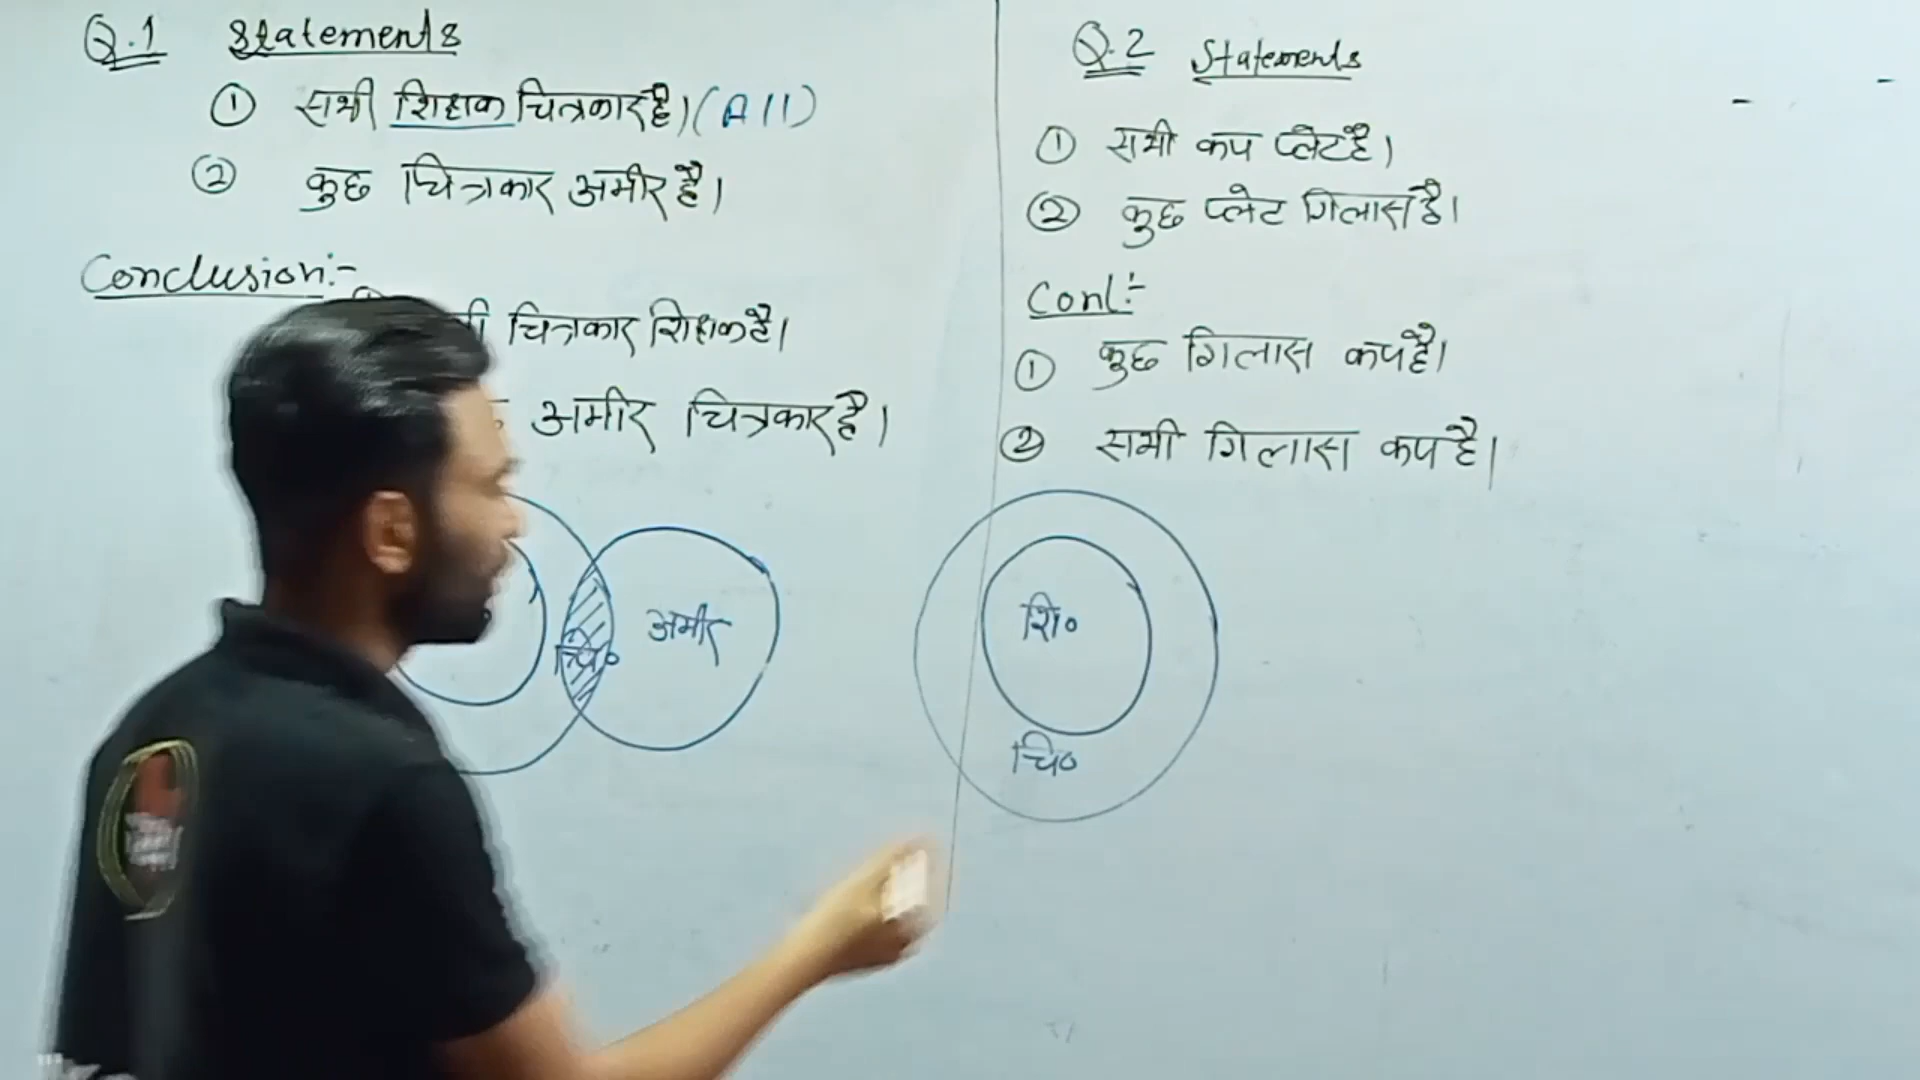 Q.1 Statements
① सभी शिक्षक चित्रकार है। (All)
② कुछ चित्रकार अमीर है।
Conclusion:-
चित्रकार शिक्षक है।
अमीर चित्रकार है।
चि०
अमीर
Q.2 Statements
① सभी कप प्लेट है।
② कुछ प्लेट गिलास है।
Conl:-
① कुछ गिलास कप है।
② सभी गिलास कप है।
शि०
चि०